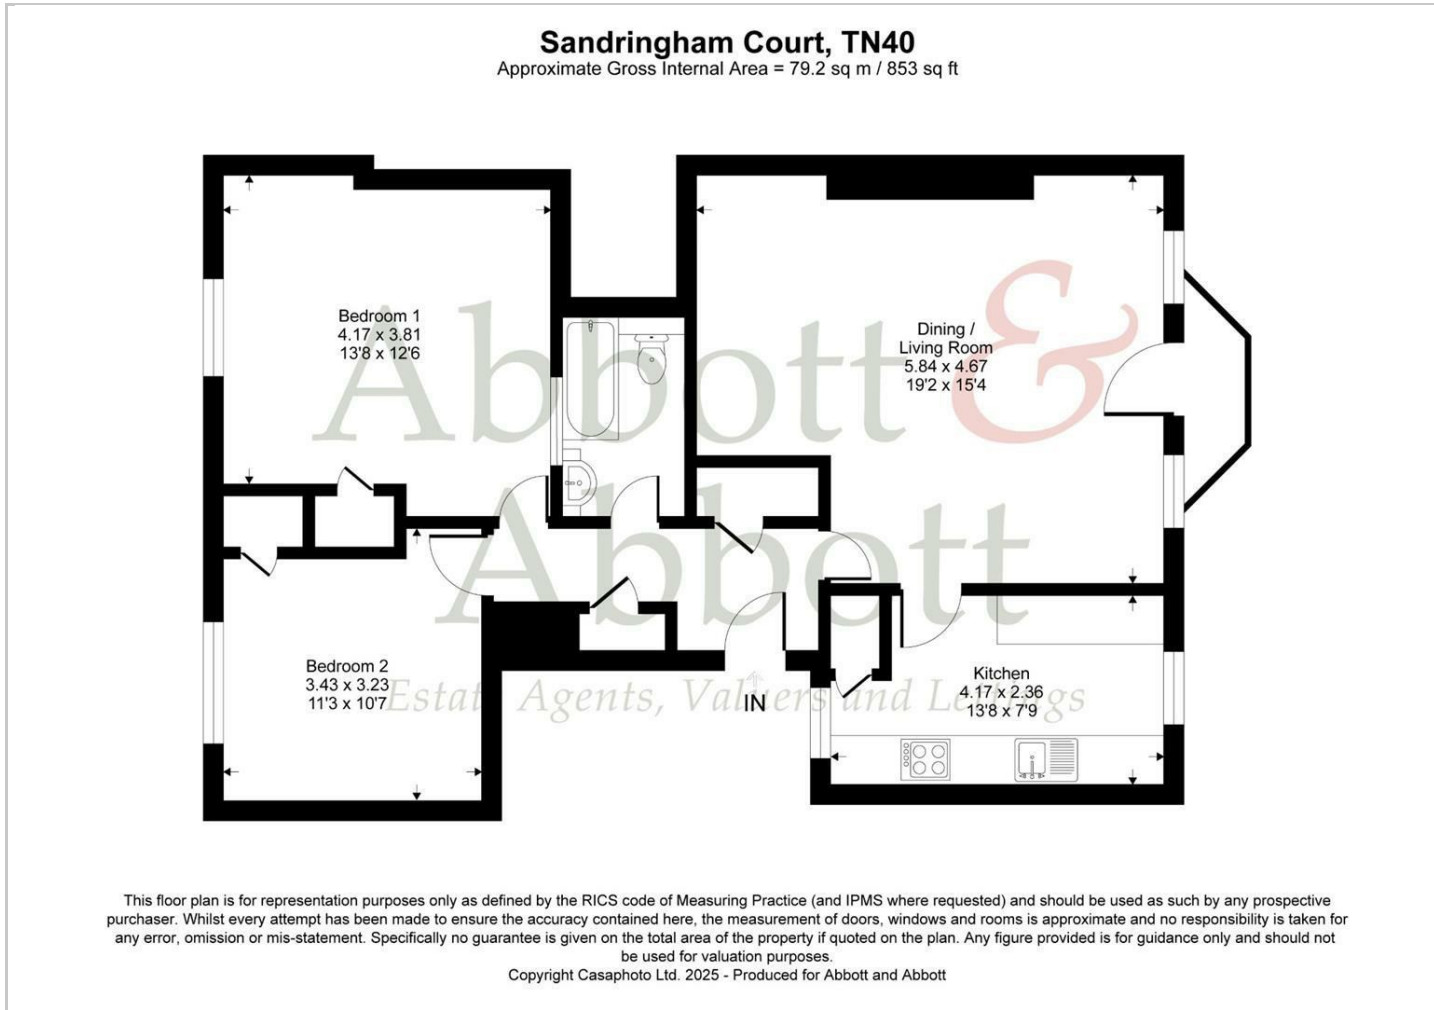 Sandringham Court, TN40
Approximate Gross Internal Area = 79.2 sq m / 853 sq ft
Bedroom 1
4.17 x 3.81
13'8 x 12'6
Dining /
Living Room
5.84 x 4.67
19'2 x 15'4
Abbott &
Abbott
Bedroom 2
3.43 x 3.23
11'3 x 10'7
Kitchen
4.17 x 2.36
13'8 x 7'9
Estate Agents, Valuers and Lettings
IN
This floor plan is for representation purposes only as defined by the RICS code of Measuring Practice (and IPMS where requested) and should be used as such by any prospective
purchaser. Whilst every attempt has been made to ensure the accuracy contained here, the measurement of doors, windows and rooms is approximate and no responsibility is taken for
any error, omission or mis-statement. Specifically no guarantee is given on the total area of the property if quoted on the plan. Any figure provided is for guidance only and should not
be used for valuation purposes.
Copyright Casaphoto Ltd. 2025 - Produced for Abbott and Abbott